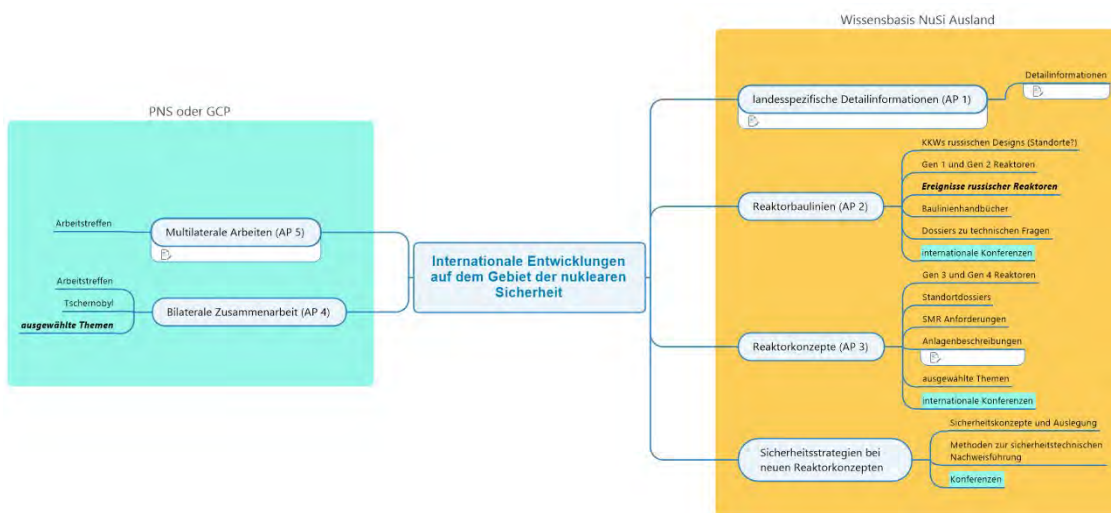 Wissensbasis NuSi Ausland
PNS oder GCP
Detailinformationen
landesspezifische Detailinformationen (AP 1)
KKWs russischen Designs (Standorte?)
Gen 1 und Gen 2 Reaktoren
Ereignisse russischer Reaktoren
Reaktorbaulinien (AP 2)
Baulinienhandbücher
Dossiers zu technischen Fragen
internationale Konferenzen
Arbeitstreffen
Multilaterale Arbeiten (AP 5)
Arbeitstreffen
Tschernobyl
ausgewählte Themen
Bilaterale Zusammenarbeit (AP 4)
Internationale Entwicklungen
auf dem Gebiet der nuklearen
Sicherheit
Gen 3 und Gen 4 Reaktoren
Standortdossiers
SMR Anforderungen
Reaktorkonzepte (AP 3)
Anlagenbeschreibungen
ausgewählte Themen
internationale Konferenzen
Sicherheitskonzepte und Auslegung
Sicherheitsstrategien bei
neuen Reaktorkonzepten
Methoden zur sicherheitstechnischen
Nachweisführung
Konferenzen